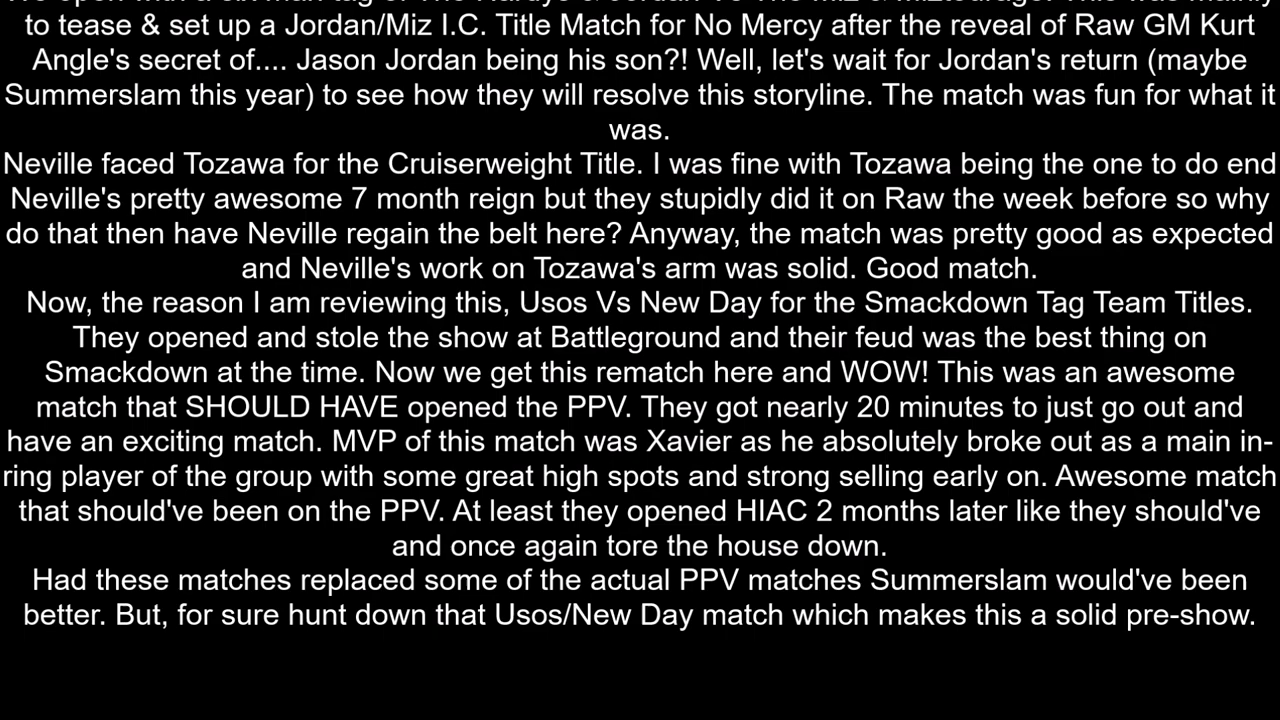 to tease & set up a Jordan/Miz I.C. Title Match for No Mercy after the reveal of Raw GM Kurt
Angle's secret of.... Jason Jordan being his son?! Well, let's wait for Jordan's return (maybe
Summerslam this year) to see how they will resolve this storyline. The match was fun for what it
was.
Neville faced Tozawa for the Cruiserweight Title. I was fine with Tozawa being the one to do end
Neville's pretty awesome 7 month reign but they stupidly did it on Raw the week before so why
do that then have Neville regain the belt here? Anyway, the match was pretty good as expected
and Neville's work on Tozawa's arm was solid. Good match.
Now, the reason I am reviewing this, Usos Vs New Day for the Smackdown Tag Team Titles.
They opened and stole the show at Battleground and their feud was the best thing on
Smackdown at the time. Now we get this rematch here and WOW! This was an awesome
match that SHOULD HAVE opened the PPV. They got nearly 20 minutes to just go out and
have an exciting match. MVP of this match was Xavier as he absolutely broke out as a main in-
ring player of the group with some great high spots and strong selling early on. Awesome match
that should've been on the PPV. At least they opened HIAC 2 months later like they should've
and once again tore the house down.
Had these matches replaced some of the actual PPV matches Summerslam would've been
better. But, for sure hunt down that Usos/New Day match which makes this a solid pre-show.